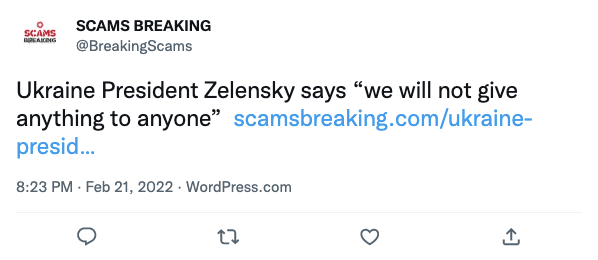 SCAMS
BREAKING
SCAMS BREAKING
@BreakingScams
Ukraine President Zelensky says “we will not give
anything to anyone” scamsbreaking.com/ukraine-
presid…
8:23 PM · Feb 21, 2022 · WordPress.com